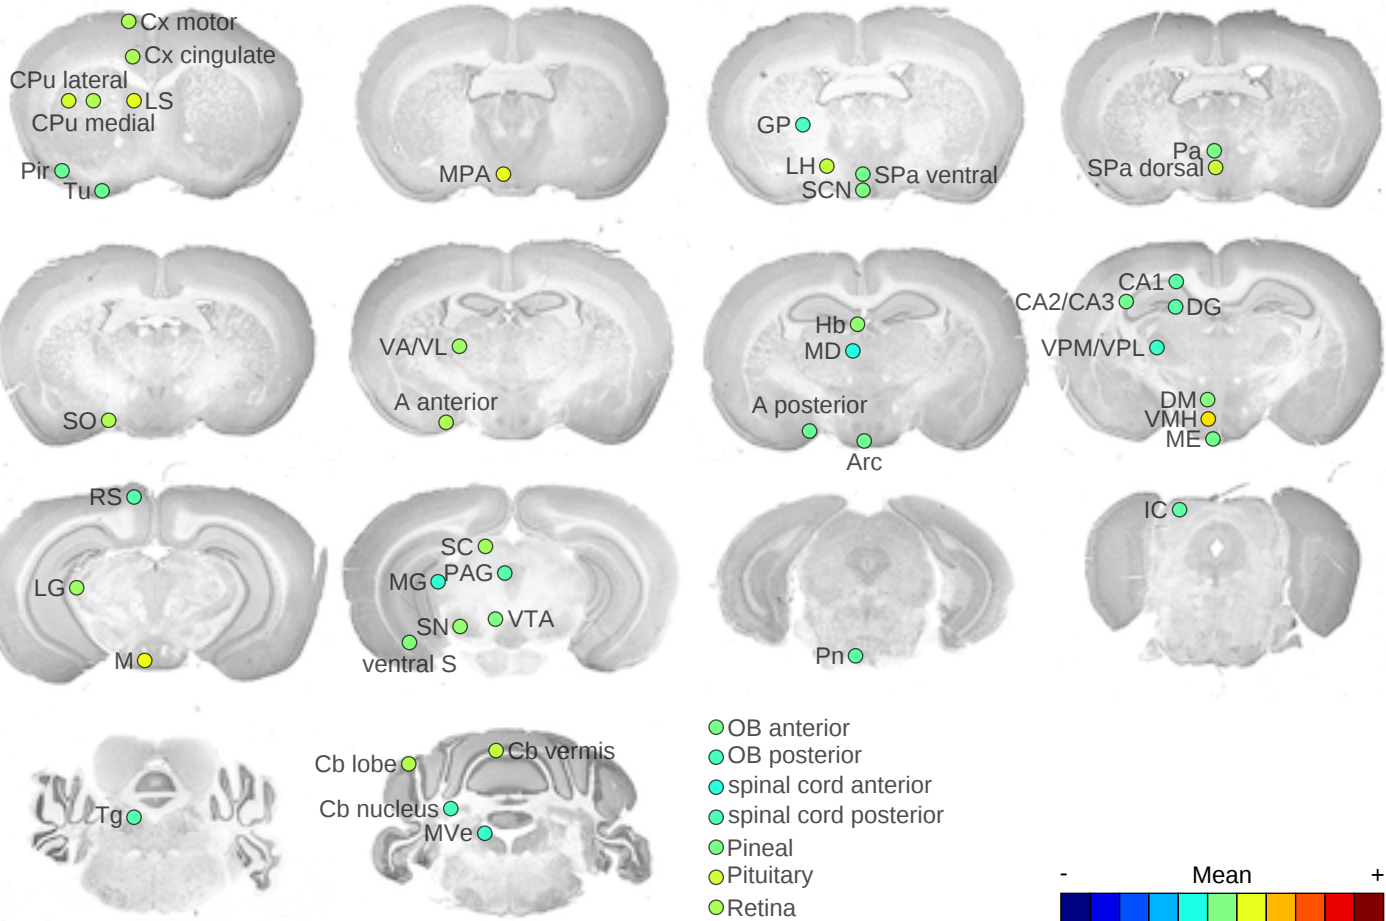 Cx motor
Cx cingulate
CPu lateral
LS
CPu medial
Pir
Tu
MPA
GP
LH
SPa ventral
SCN
Pa
SPa dorsal
SO
VA/VL
A anterior
Hb
MD
A posterior
Arc
CA1
CA2/CA3
DG
VPM/VPL
DM
VMH
ME
RS
LG
M
SC
MG
PAG
SN
VTA
ventral S
Pn
IC
Tg
Cb lobe
Cb vermis
Cb nucleus
MVe
OB anterior
OB posterior
spinal cord anterior
spinal cord posterior
Pineal
Pituitary
Retina
- Mean +